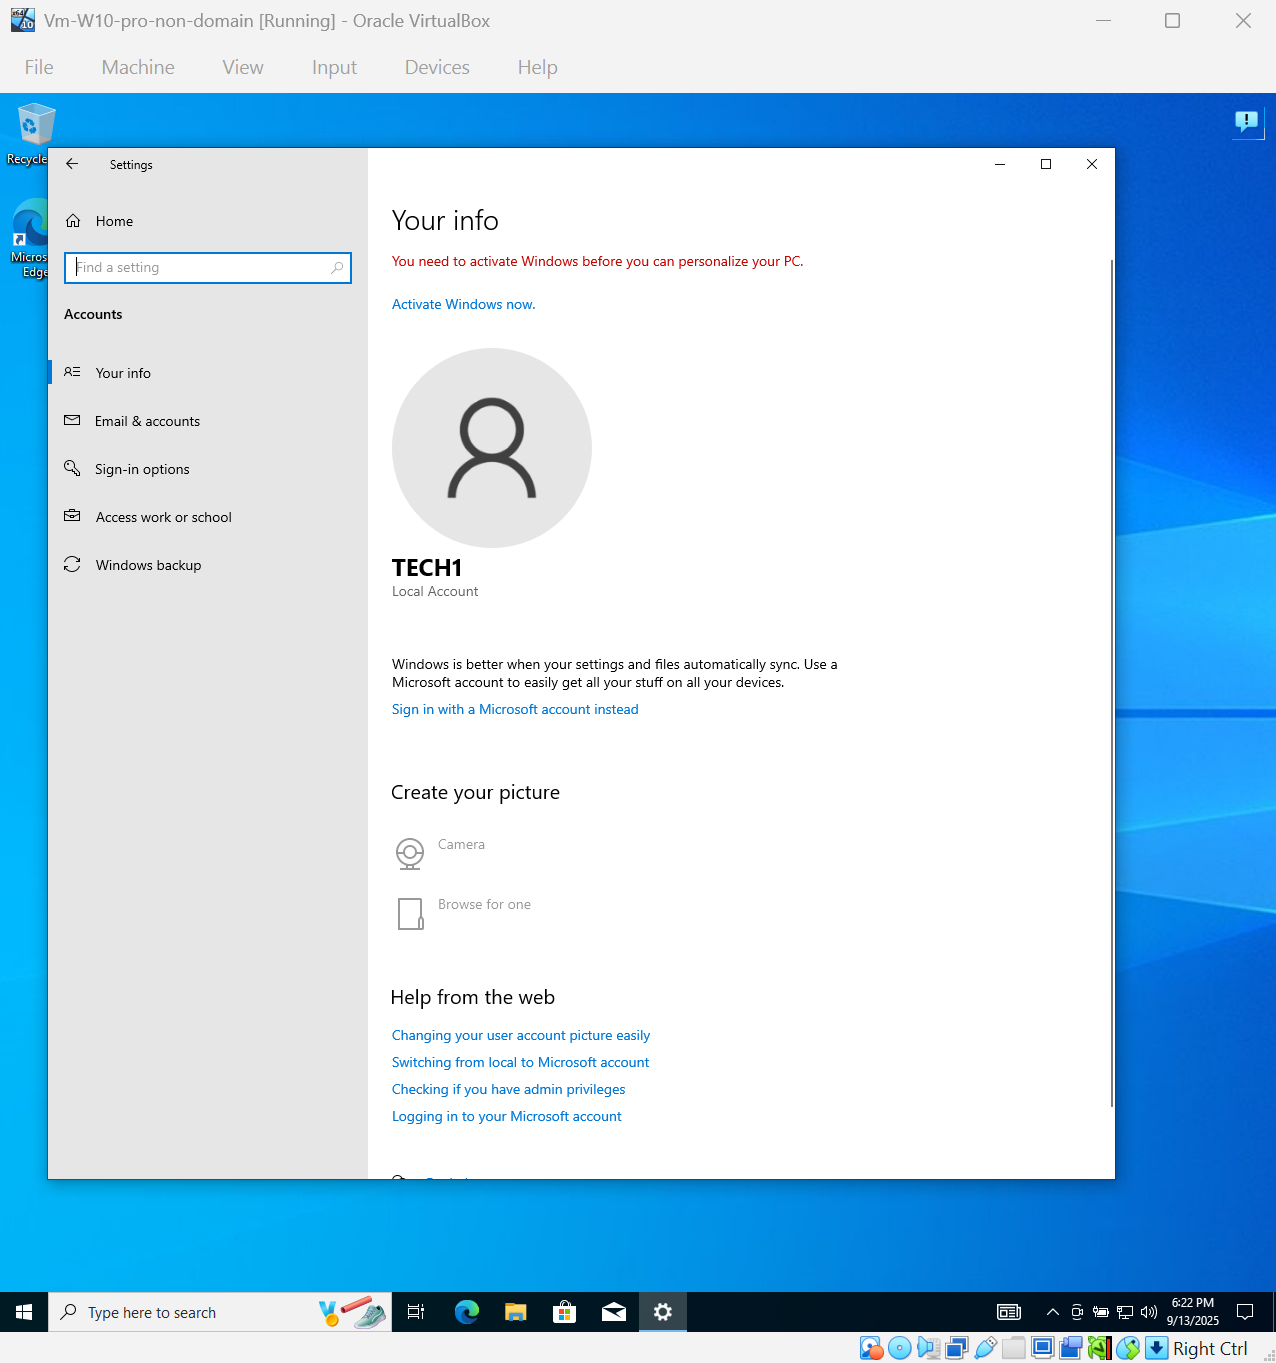 Vm-W10-pro-non-domain [Running] - Oracle VirtualBox
File Machine View Input Devices Help
Recycle
Micros
Edge
Settings
Home
Find a setting
Accounts
Your info
Email & accounts
Sign-in options
Access work or school
Windows backup
Your info
You need to activate Windows before you can personalize your PC.
Activate Windows now.
TECH1
Local Account
Windows is better when your settings and files automatically sync. Use a
Microsoft account to easily get all your stuff on all your devices.
Sign in with a Microsoft account instead
Create your picture
Camera
Browse for one
Help from the web
Changing your user account picture easily
Switching from local to Microsoft account
Checking if you have admin privileges
Logging in to your Microsoft account
Type here to search
6:22 PM
9/13/2025
Right Ctrl